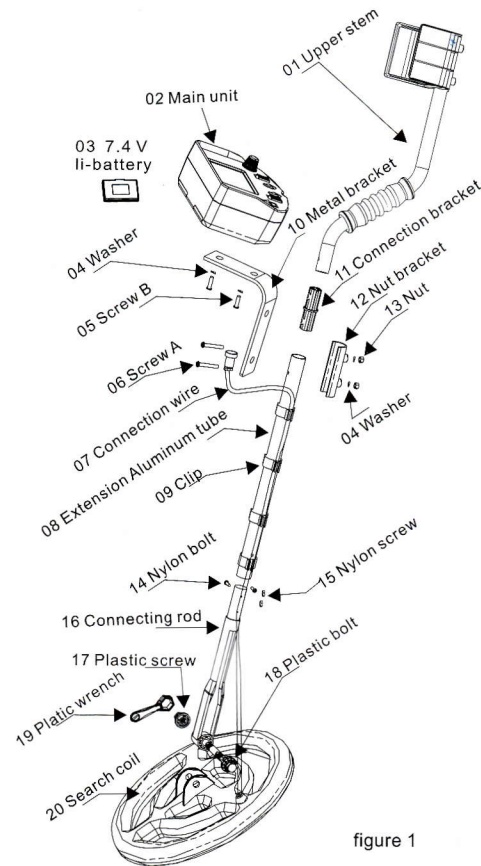 01 Upper stem
02 Main unit
03 7.4 V
li-battery
10 Metal bracket
11 Connection bracket
04 Washer
12 Nut bracket
05 Screw B
13 Nut
06 Screw A
07 Connection wire
04 Washer
08 Extension Aluminum tube
09 Clip
14 Nylon bolt
15 Nylon screw
16 Connecting rod
17 Plastic screw
18 Plastic bolt
19 Platic wrench
20 Search coil
figure 1